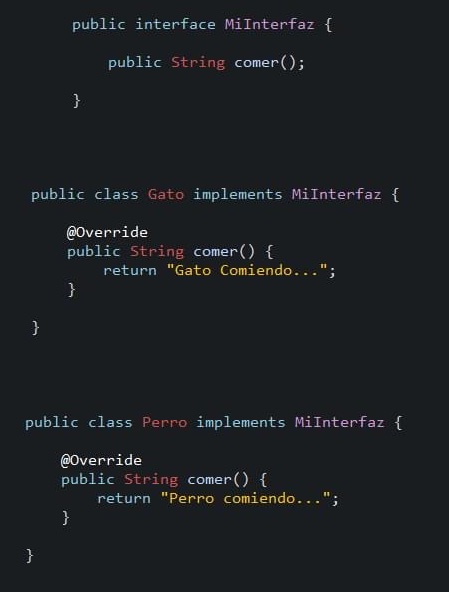 public interface MiInterfaz {
public String comer();
}
public class Gato implements MiInterfaz {
@Override
public String comer() {
return "Gato Comiendo...";
}
}
public class Perro implements MiInterfaz {
@Override
public String comer() {
return "Perro comiendo...";
}
}